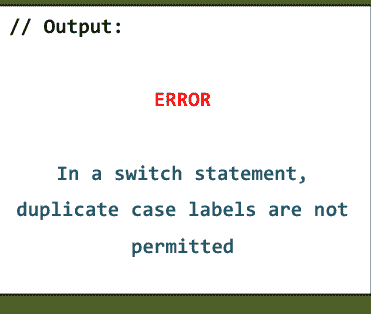 // Output:
ERROR
In a switch statement,
duplicate case labels are not
permitted